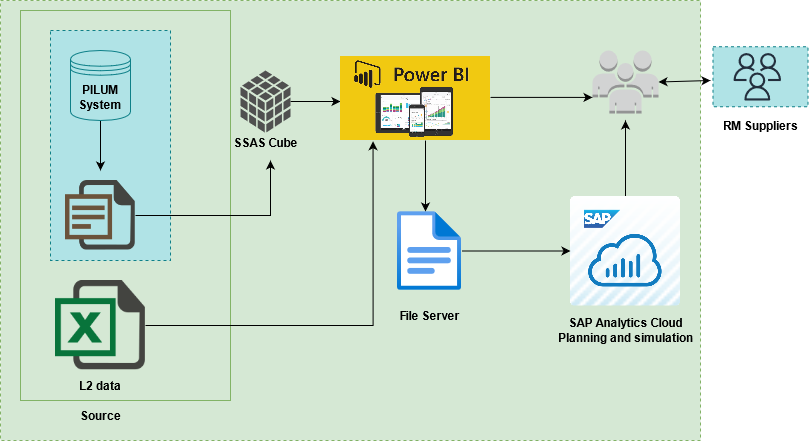 PILUM
System
SSAS Cube
Power BI
RM Suppliers
SAP
File Server
SAP Analytics Cloud
Planning and simulation
X
L2 data
Source